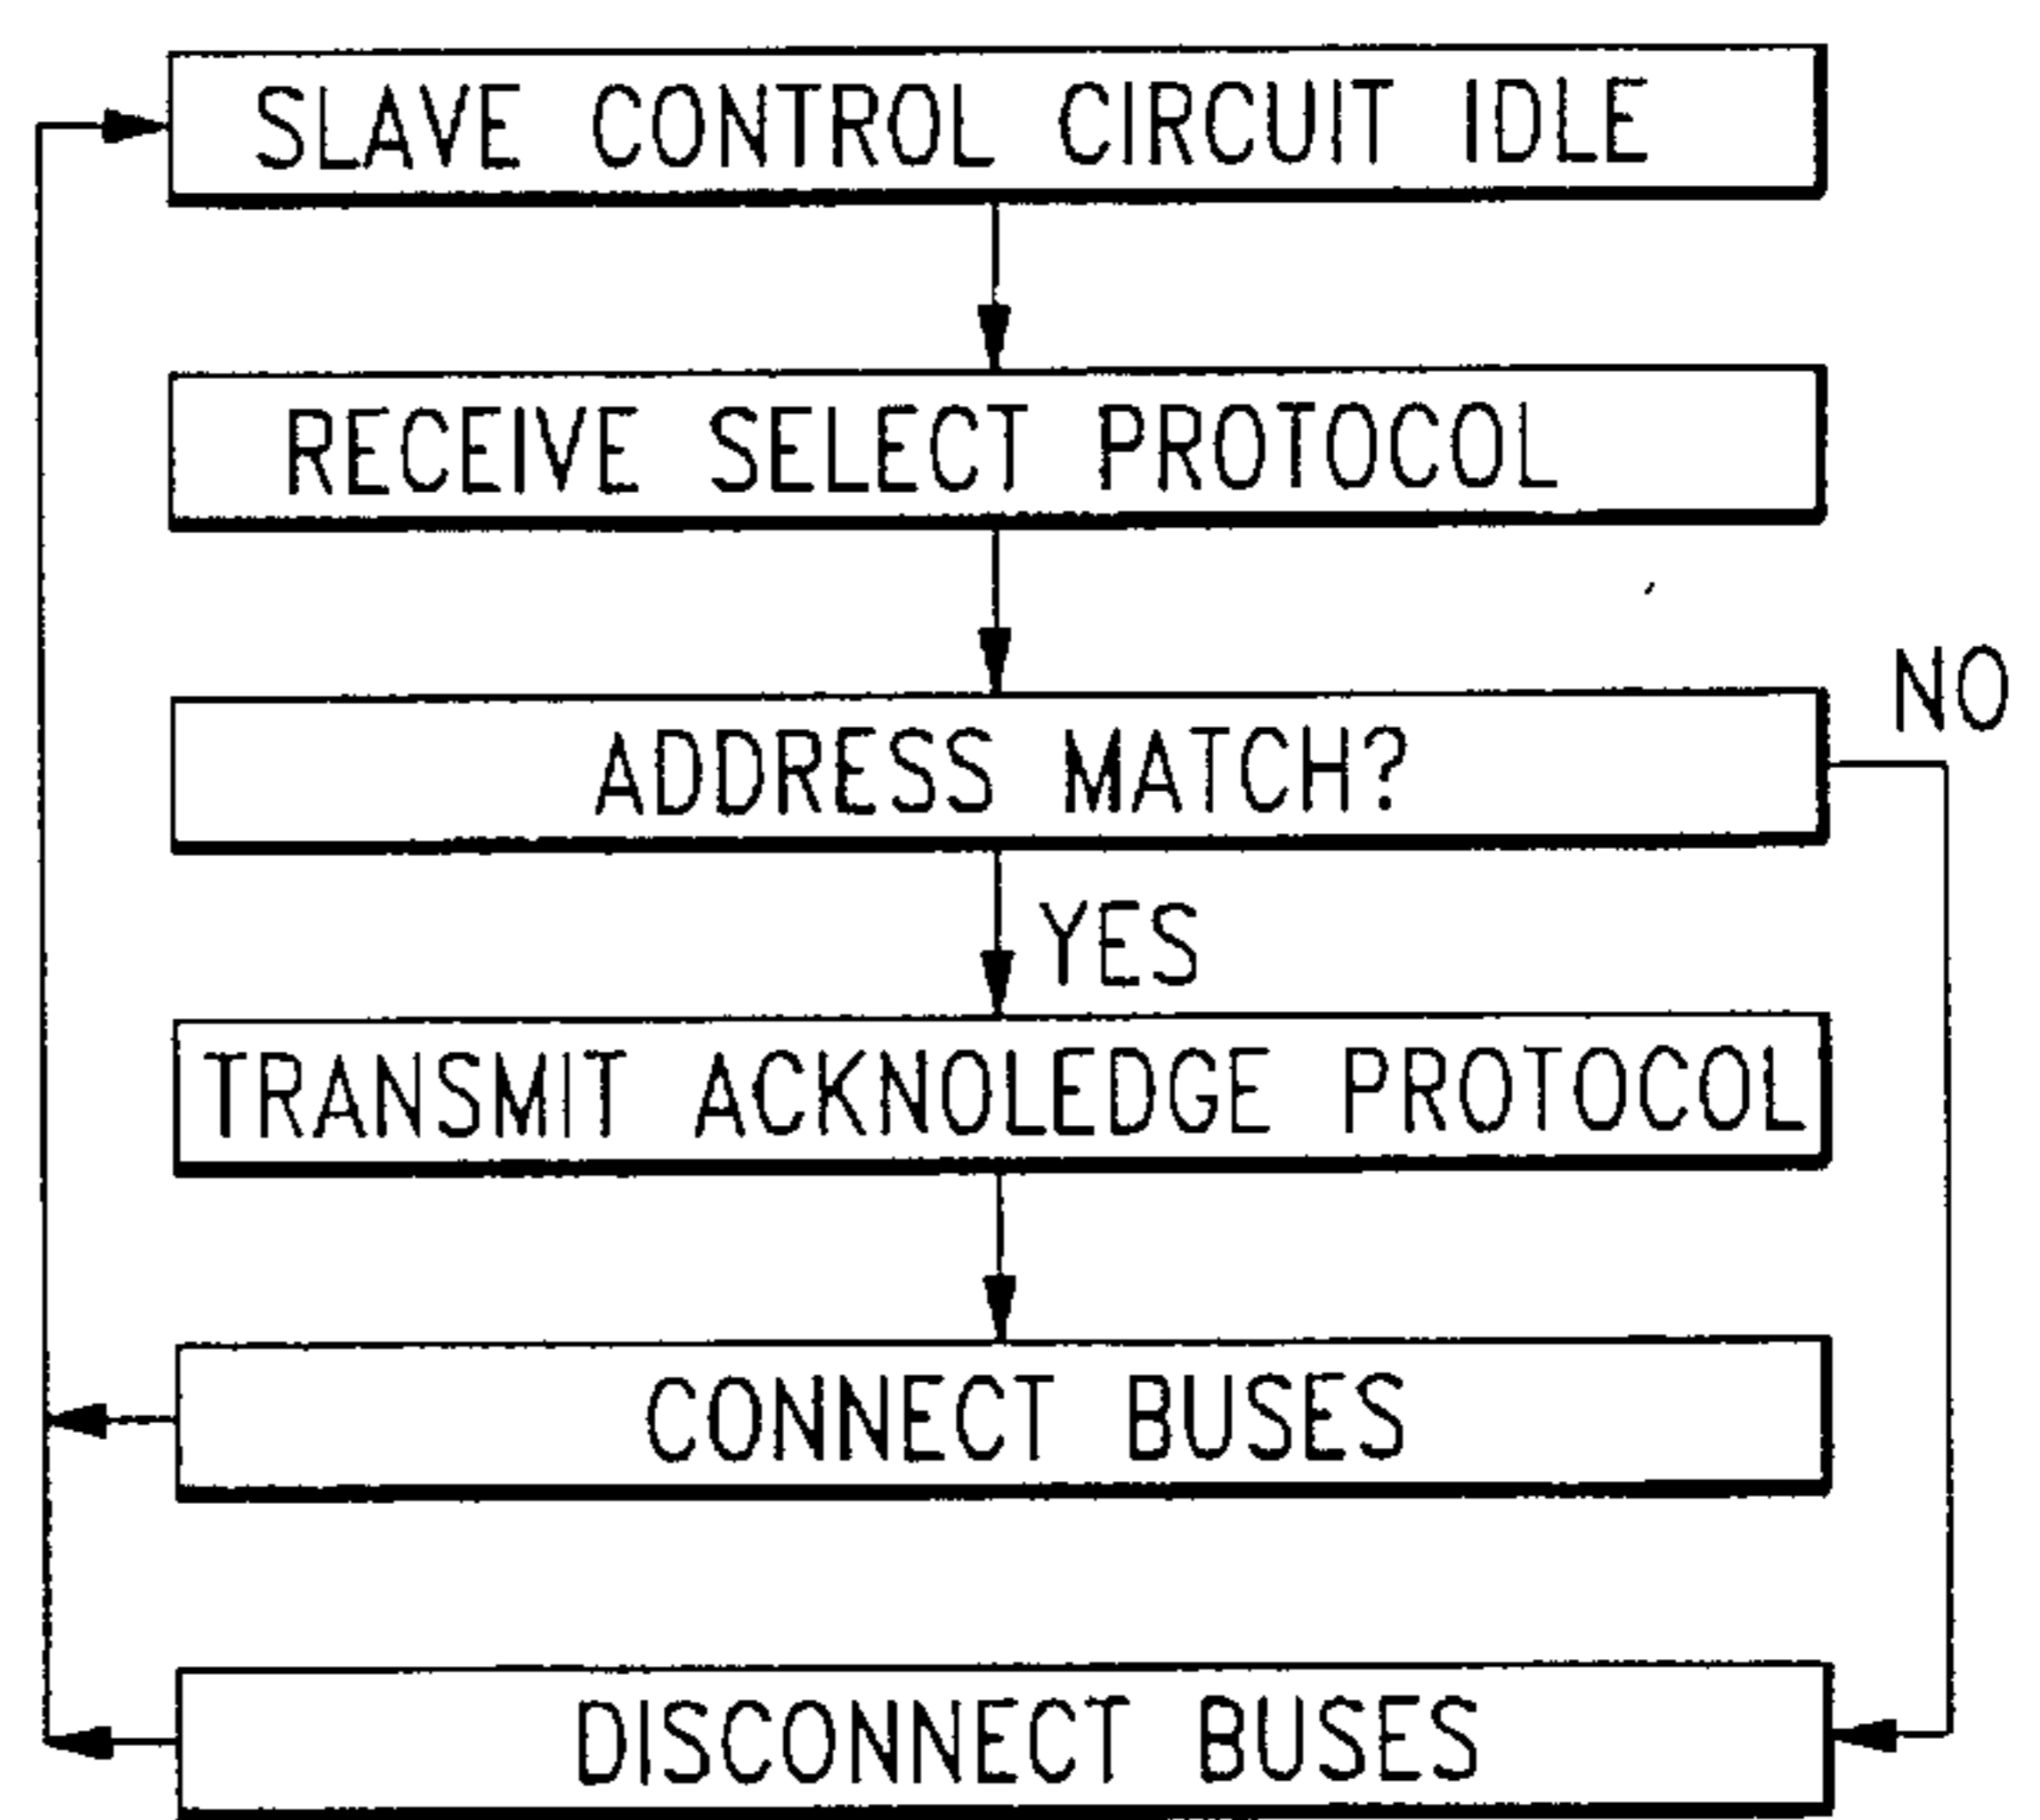 SLAVE CONTROL CIRCUIT IDLE
RECEIVE SELECT PROTOCOL
NO
ADDRESS MATCH?
YES
TRANSMIT ACKNOLEDGE PROTOCOL
CONNECT BUSES
DISCONNECT BUSES